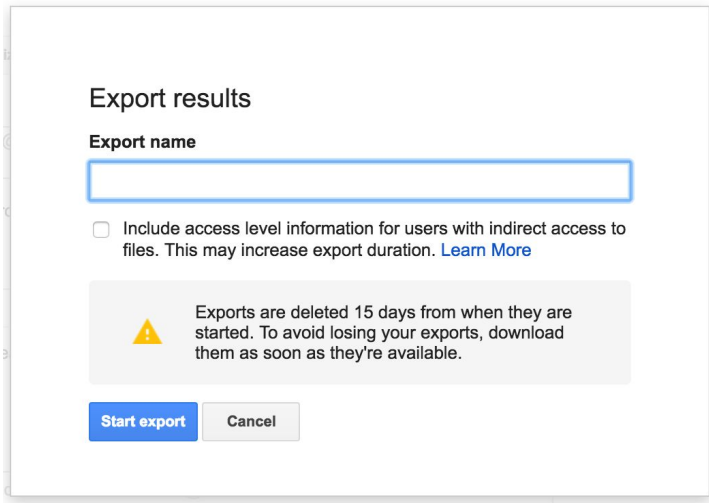 Export results
Export name
Include access level information for users with indirect access to
files. This may increase export duration. Learn More
Exports are deleted 15 days from when they are
started. To avoid losing your exports, download
them as soon as they're available.
Start export
Cancel